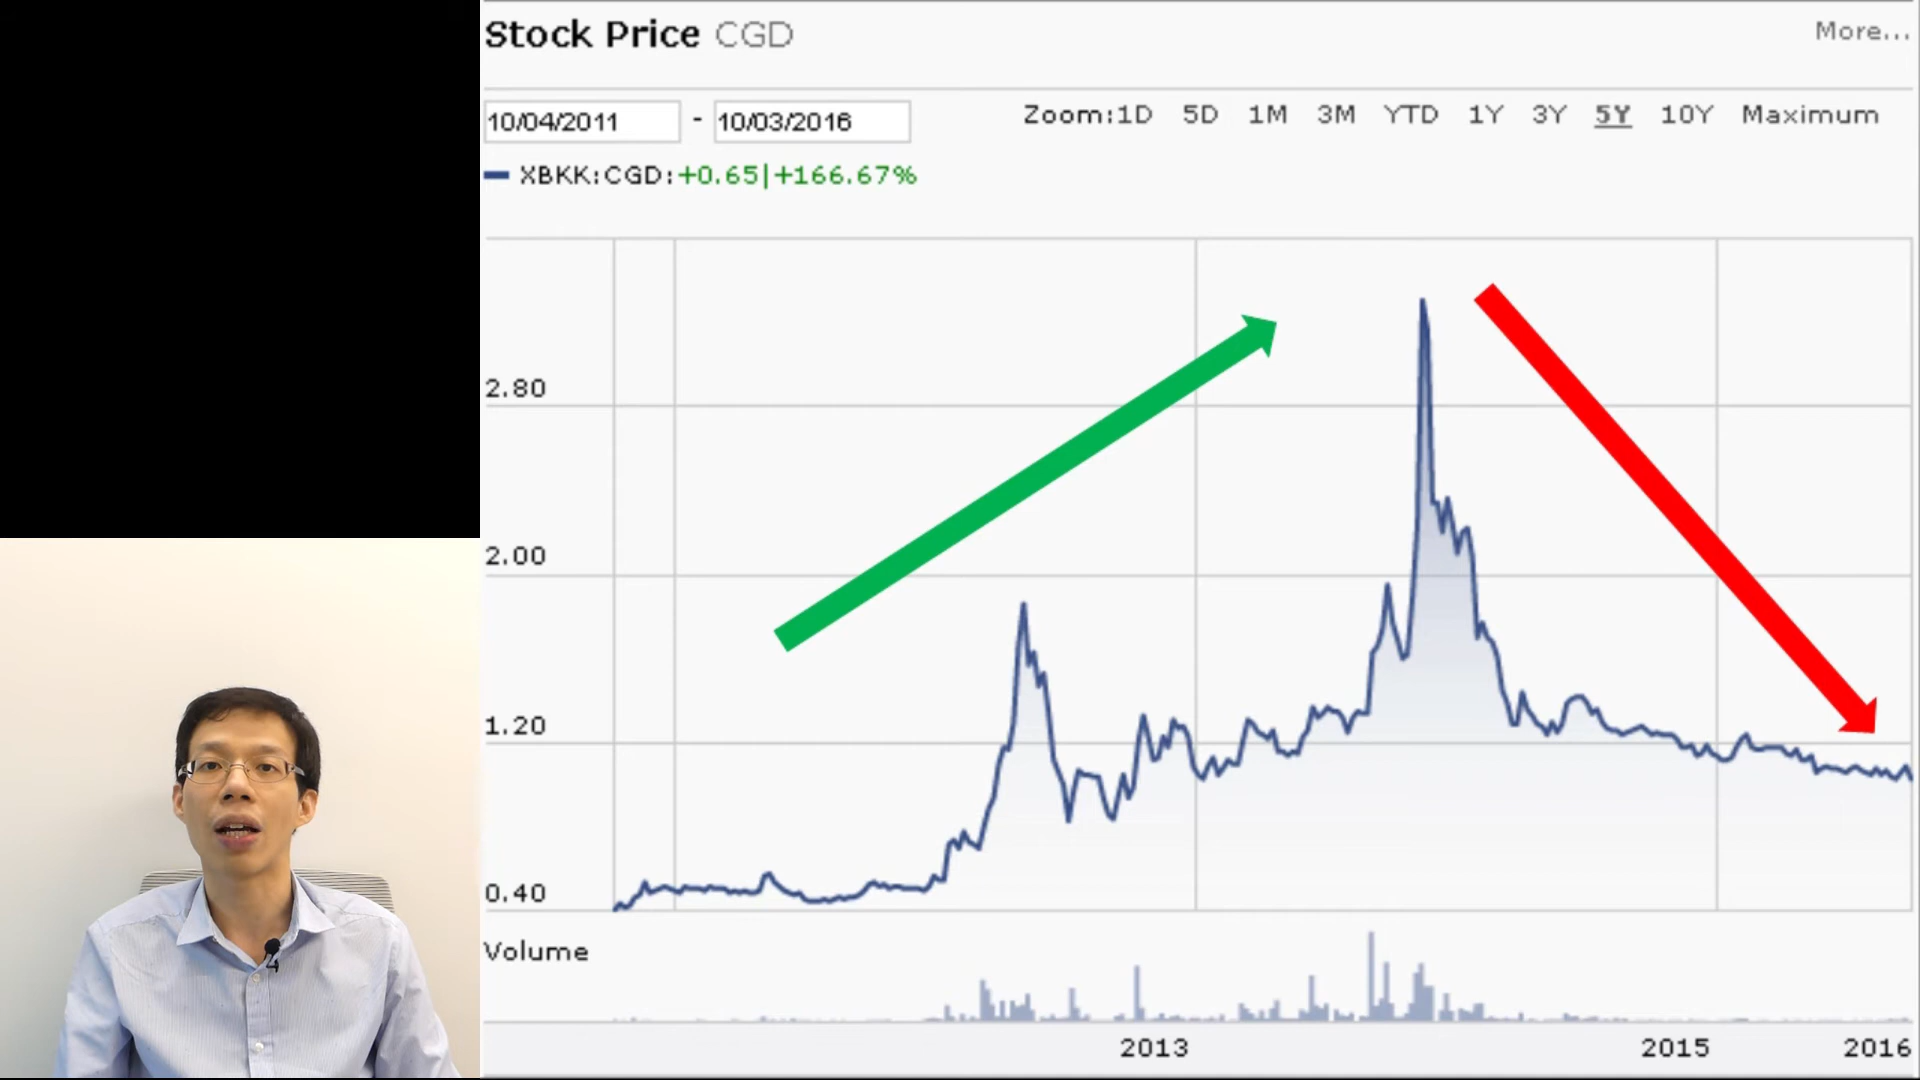 Stock Price CGD
More...
10/04/2011 - 10/03/2016
Zoom: 1D 5D 1M 3M YTD 1Y 3Y 5Y 10Y Maximum
XBKK:CGD:+0.65|+166.67%
2.80
2.00
1.20
0.40
Volume
2013 2015 2016